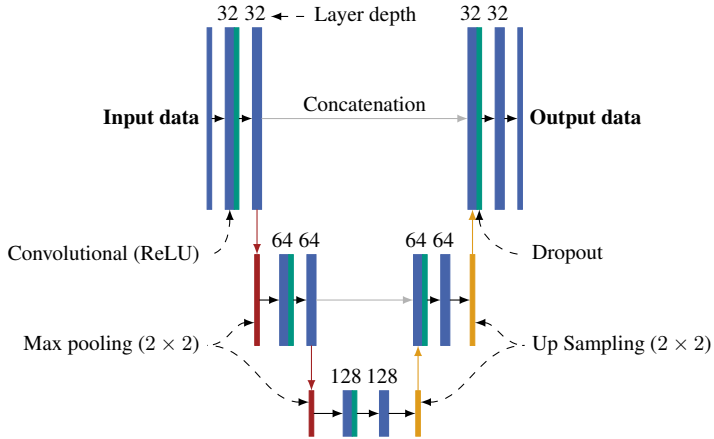 32 32 Layer depth 32 32
Input data Concatenation Output data
Convolutional (ReLU) 64 64 64 64 Dropout
Max pooling (2 × 2) Up Sampling (2 × 2)
128 128